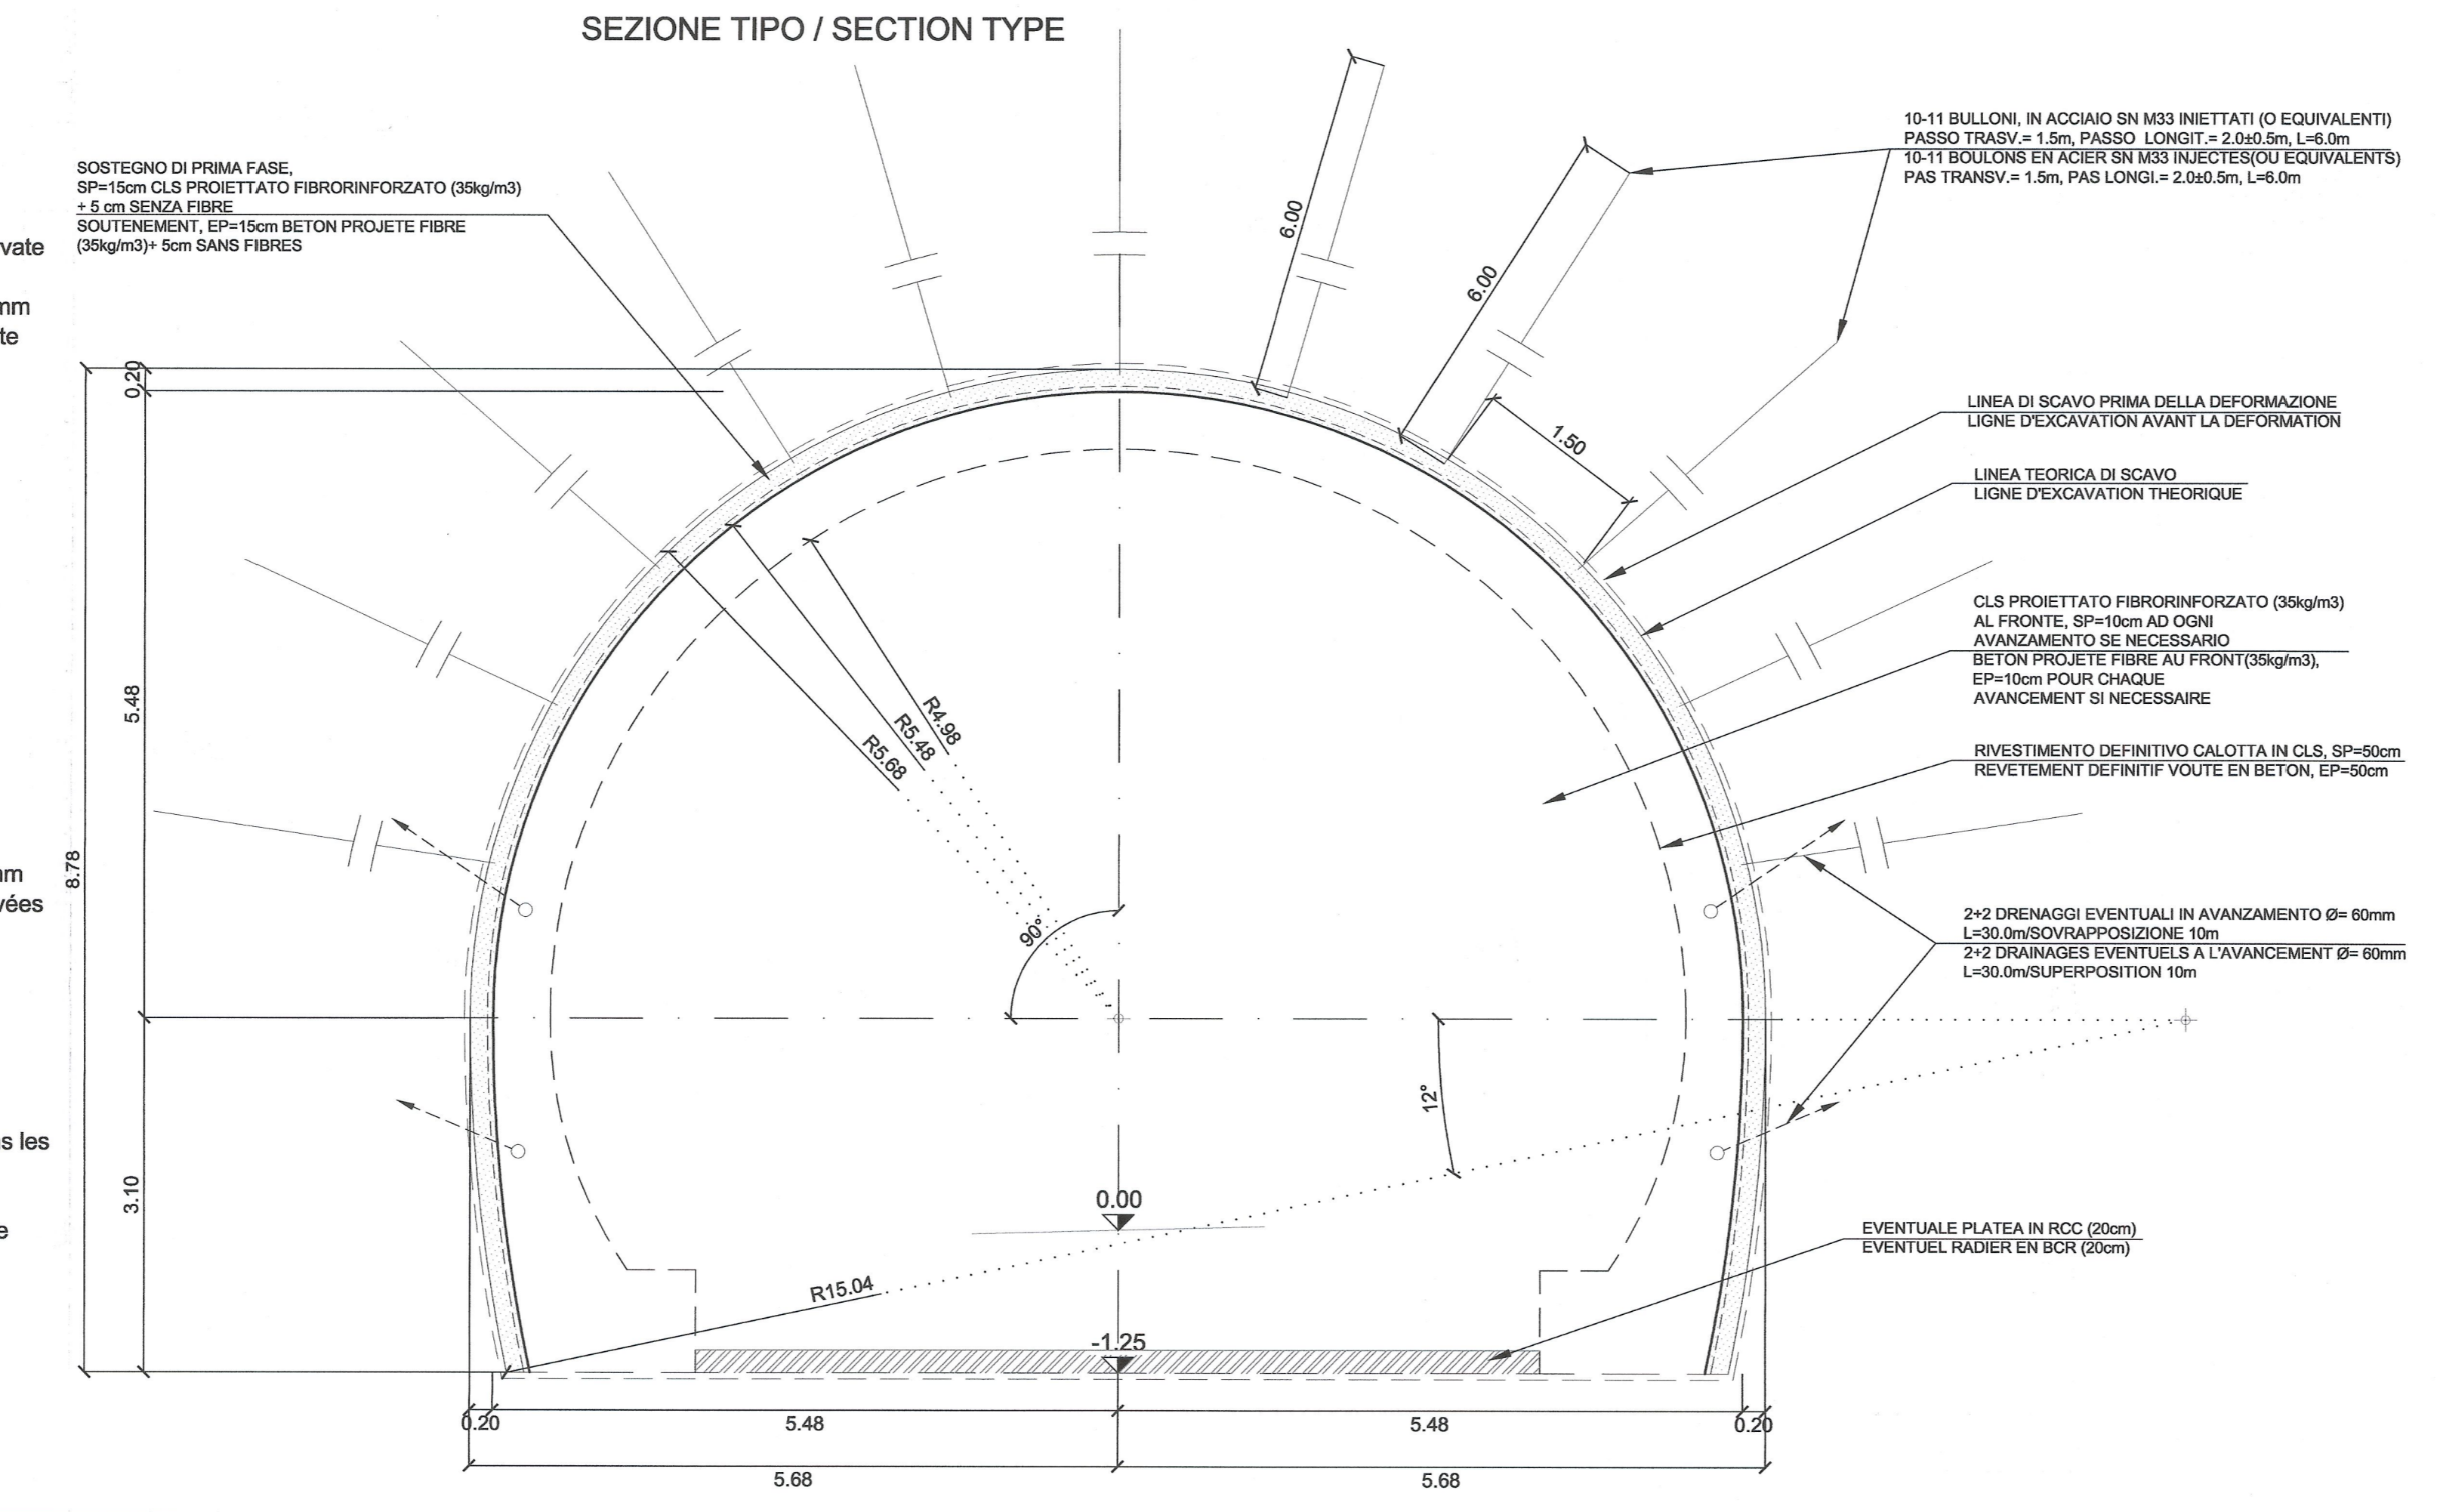 SEZIONE TIPO / SECTION TYPE
SOSTEGNO DI PRIMA FASE,
SP=15cm CLS PROIETTATO FIBRORINFORZATO (35kg/m3)
+ 5 cm SENZA FIBRE
SOUTENEMENT, EP=15cm BETON PROJETE FIBRE
(35kg/m3)+ 5cm SANS FIBRES
10-11 BULLONI, IN ACCIAIO SN M33 INIETTATI (O EQUIVALENTI)
PASSO TRASV.= 1.5m, PASSO LONGIT.= 2.0±0.5m, L=6.0m
10-11 BOULONS EN ACIER SN M33 INJECTES(OU EQUIVALENTS)
PAS TRANSV.= 1.5m, PAS LONGI.= 2.0±0.5m, L=6.0m
vate
mm
te
6.00
6.00
1.50
0.20
LINEA DI SCAVO PRIMA DELLA DEFORMAZIONE
LIGNE D'EXCAVATION AVANT LA DEFORMATION
LINEA TEORICA DI SCAVO
LIGNE D'EXCAVATION THEORIQUE
CLS PROIETTATO FIBRORINFORZATO (35kg/m3)
AL FRONTE, SP=10cm AD OGNI
AVANZAMENTO SE NECESSARIO
BETON PROJETE FIBRE AU FRONT(35kg/m3),
EP=10cm POUR CHAQUE
AVANCEMENT SI NECESSAIRE
5.48
R4.98
R5.48
R5.68
RIVESTIMENTO DEFINITIVO CALOTTA IN CLS, SP=50cm
REVETEMENT DEFINITIF VOUTE EN BETON, EP=50cm
8.78
mm
vées
90°
2+2 DRENAGGI EVENTUALI IN AVANZAMENTO Ø= 60mm
L=30.0m/SOVRAPPOSIZIONE 10m
2+2 DRAINAGES EVENTUELS A L'AVANCEMENT Ø= 60mm
L=30.0m/SUPERPOSITION 10m
12°
s les
3.10
e
0.00
EVENTUALE PLATEA IN RCC (20cm)
EVENTUEL RADIER EN BCR (20cm)
R15.04
-1.25
0.20
5.48
5.48
0.20
5.68
5.68